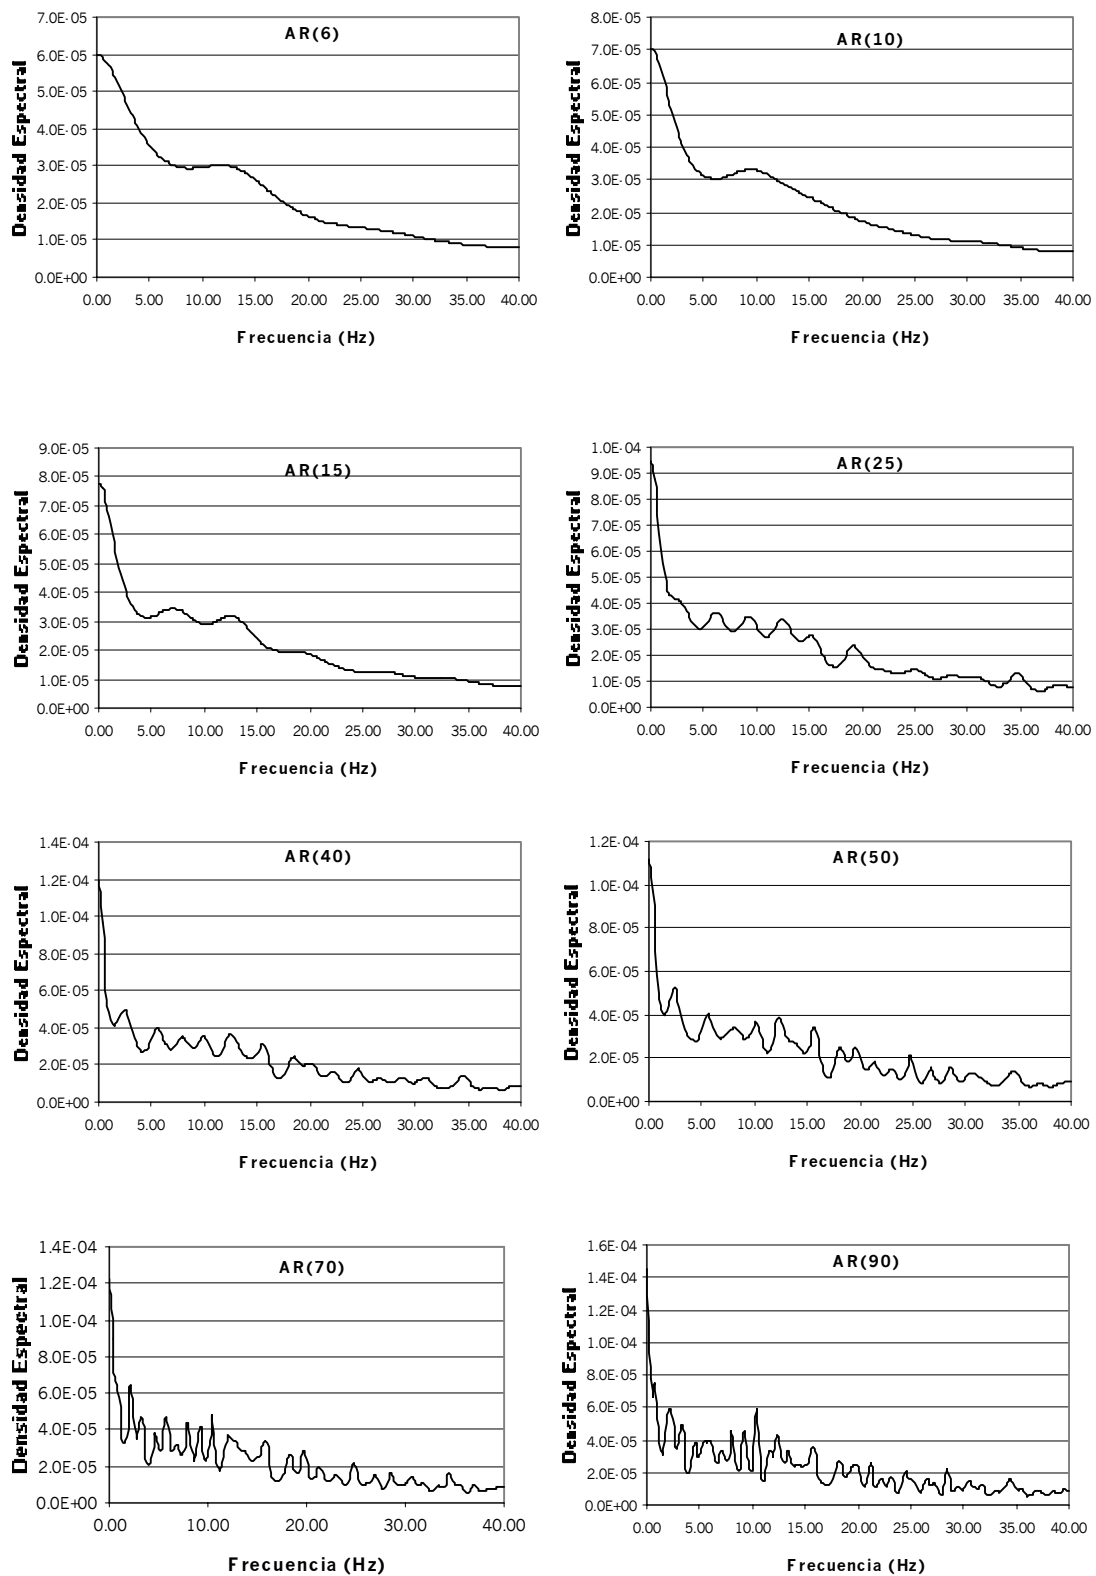 AR(6)
Densidad Espectral
7.0E-05
6.0E-05
5.0E-05
4.0E-05
3.0E-05
2.0E-05
1.0E-05
0.0E+00
0.00 5.00 10.00 15.00 20.00 25.00 30.00 35.00 40.00
Frecuencia (Hz)
AR(10)
Densidad Espectral
8.0E-05
7.0E-05
6.0E-05
5.0E-05
4.0E-05
3.0E-05
2.0E-05
1.0E-05
0.0E+00
0.00 5.00 10.00 15.00 20.00 25.00 30.00 35.00 40.00
Frecuencia (Hz)
AR(15)
Densidad Espectral
9.0E-05
8.0E-05
7.0E-05
6.0E-05
5.0E-05
4.0E-05
3.0E-05
2.0E-05
1.0E-05
0.0E+00
0.00 5.00 10.00 15.00 20.00 25.00 30.00 35.00 40.00
Frecuencia (Hz)
AR(25)
Densidad Espectral
1.0E-04
9.0E-05
8.0E-05
7.0E-05
6.0E-05
5.0E-05
4.0E-05
3.0E-05
2.0E-05
1.0E-05
0.0E+00
0.00 5.00 10.00 15.00 20.00 25.00 30.00 35.00 40.00
Frecuencia (Hz)
AR(40)
Densidad Espectral
1.4E-04
1.2E-04
1.0E-04
8.0E-05
6.0E-05
4.0E-05
2.0E-05
0.0E+00
0.00 5.00 10.00 15.00 20.00 25.00 30.00 35.00 40.00
Frecuencia (Hz)
AR(50)
Densidad Espectral
1.2E-04
1.0E-04
8.0E-05
6.0E-05
4.0E-05
2.0E-05
0.0E+00
0.00 5.00 10.00 15.00 20.00 25.00 30.00 35.00 40.00
Frecuencia (Hz)
AR(70)
Densidad Espectral
1.4E-04
1.2E-04
1.0E-04
8.0E-05
6.0E-05
4.0E-05
2.0E-05
0.0E+00
0.00 10.00 20.00 30.00 40.00
Frecuencia (Hz)
AR(90)
Densidad Espectral
1.6E-04
1.4E-04
1.2E-04
1.0E-04
8.0E-05
6.0E-05
4.0E-05
2.0E-05
0.0E+00
0.00 5.00 10.00 15.00 20.00 25.00 30.00 35.00 40.00
Frecuencia (Hz)